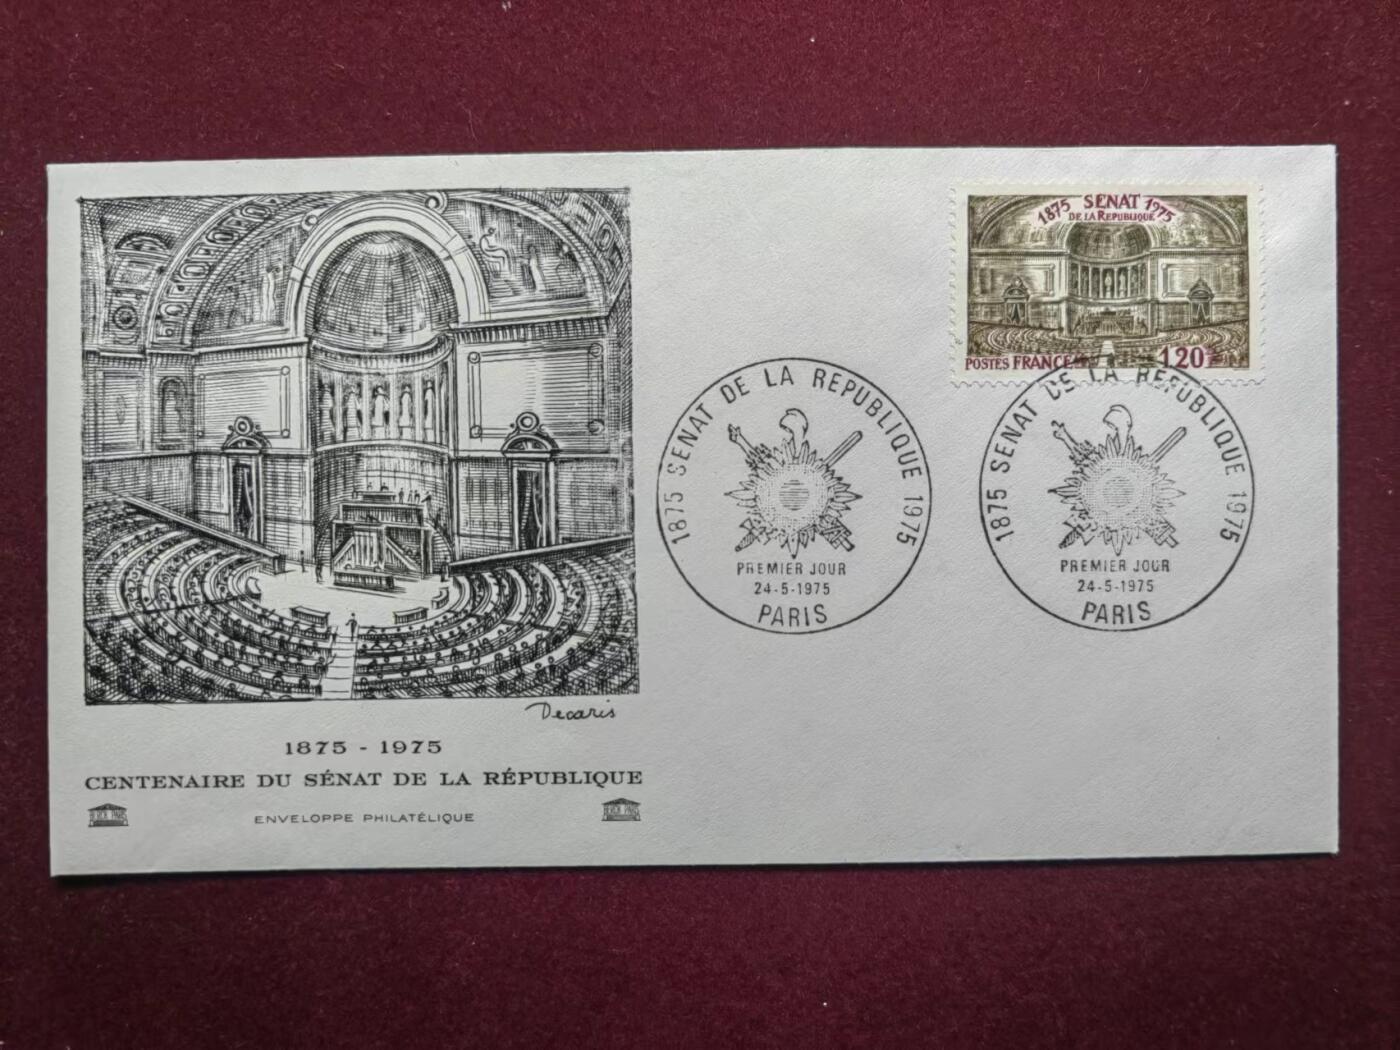 Decaris
1875 - 1975
CENTENAIRE DU SÉNAT DE LA RÉPUBLIQUE
ENVELOPPE PHILATÉLIQUE
1875 SÉNAT 1975
DE LA RÉPUBLIQUE
POSTES FRANCE
1.20
1875 SENAT DE LA REPUBLIQUE 1975
PREMIER JOUR
24-5-1975
PARIS
1875 SENAT DE LA REPUBLIQUE 1975
PREMIER JOUR
24-5-1975
PARIS